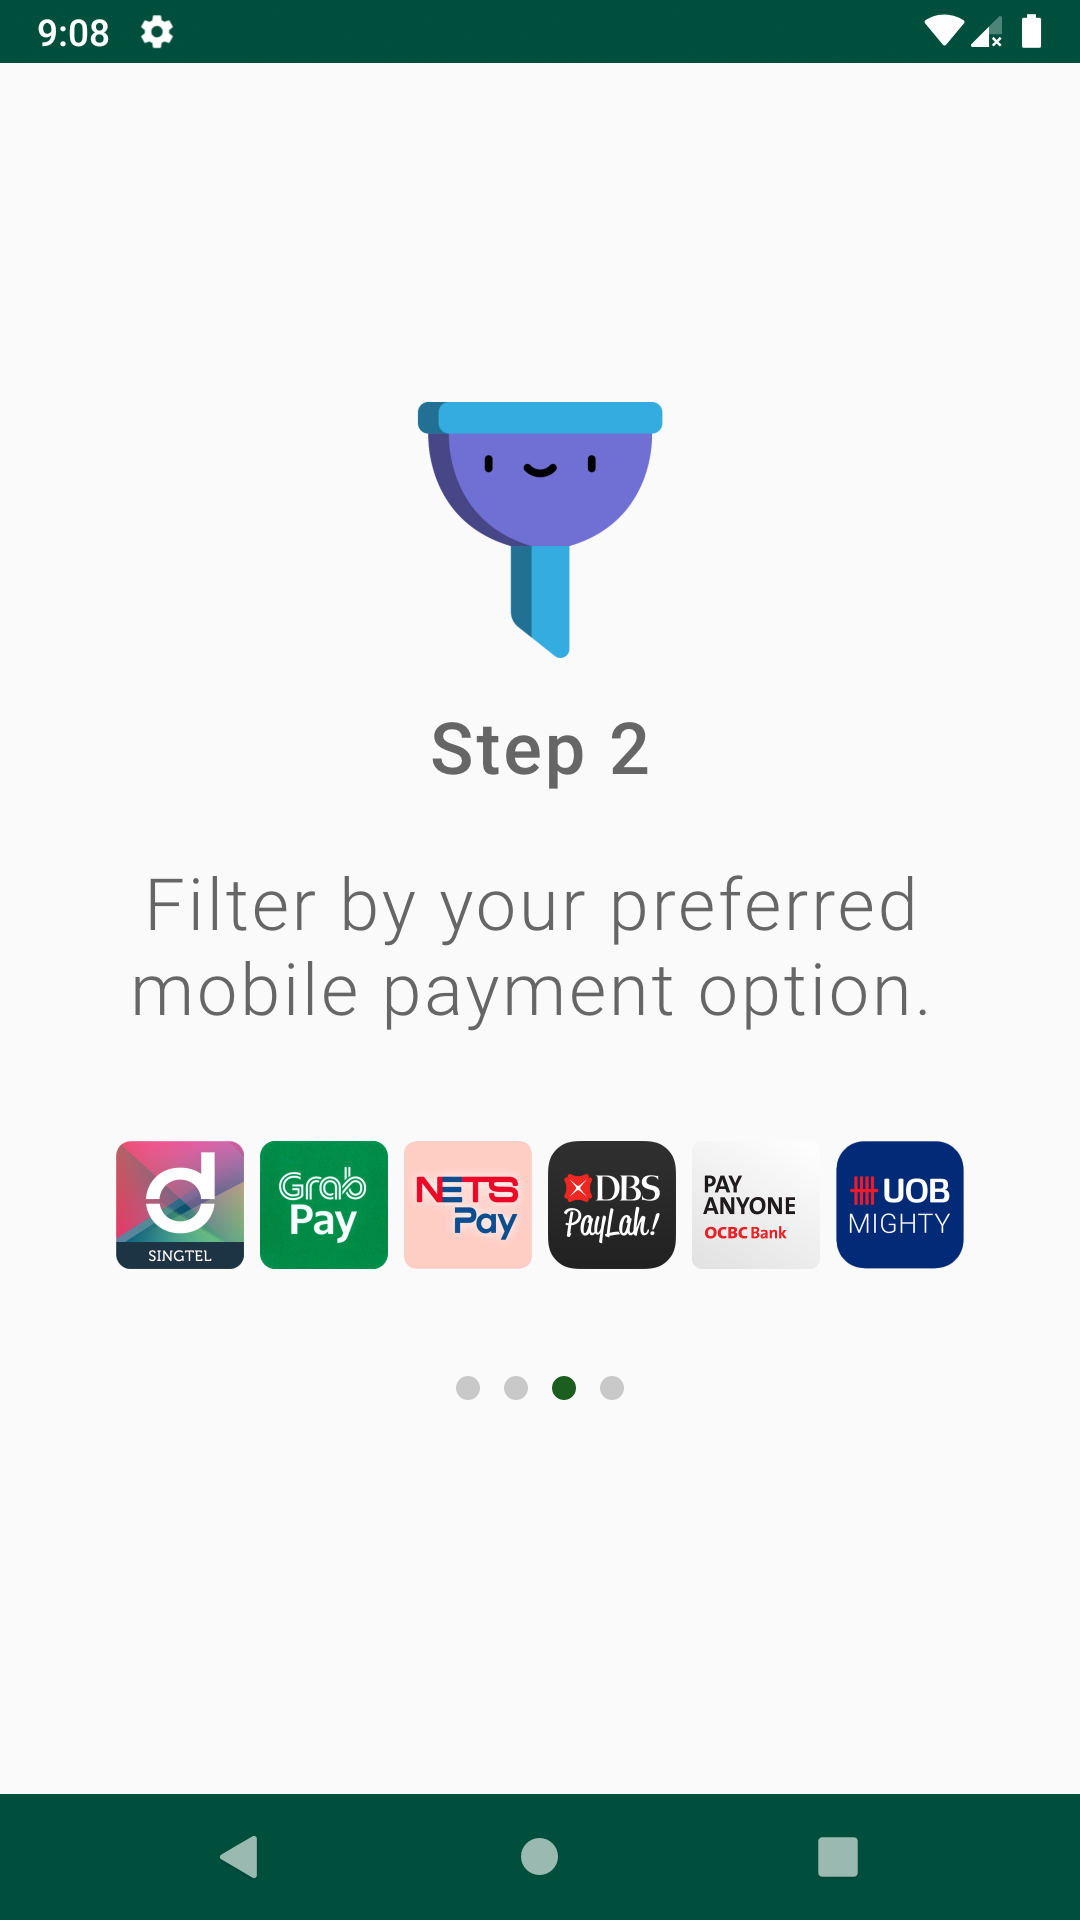 9:08
Step 2
Filter by your preferred
mobile payment option.
SINGTEL
Grab
Pay
NETS
Pay
DBS
PayLah!
PAY
ANYONE
OCBC Bank
UOB
MIGHTY